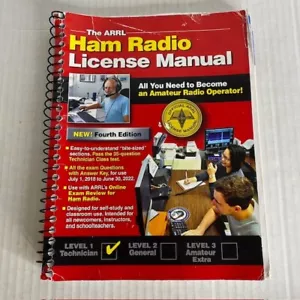 The ARRL
Ham Radio
License Manual
All You Need to Become
an Amateur Radio Operator!
NEW! Fourth Edition
• Easy-to-understand "bite-sized"
sections. Pass the 35-question
Technician Class test.
• All the exam Questions
with Answer Key, for use
July 1, 2018 to June 30, 2022.
• Use with ARRL's Online
Exam Review for
Ham Radio.
• Designed for self-study and
classroom use. Intended for
all newcomers, instructors,
and schoolteachers.
LEVEL 1
Technician
LEVEL 2
General
LEVEL 3
Amateur
Extra